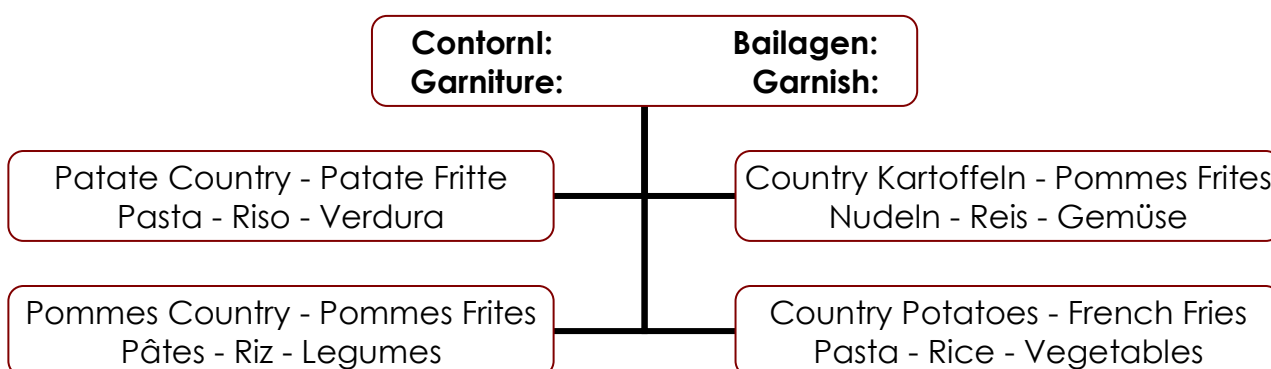 ContornI: Bailagen:
Garniture: Garnish:
Patate Country - Patate Fritte
Pasta - Riso - Verdura
Country Kartoffeln - Pommes Frites
Nudeln - Reis - Gemüse
Pommes Country - Pommes Frites
Pâtes - Riz - Legumes
Country Potatoes - French Fries
Pasta - Rice - Vegetables